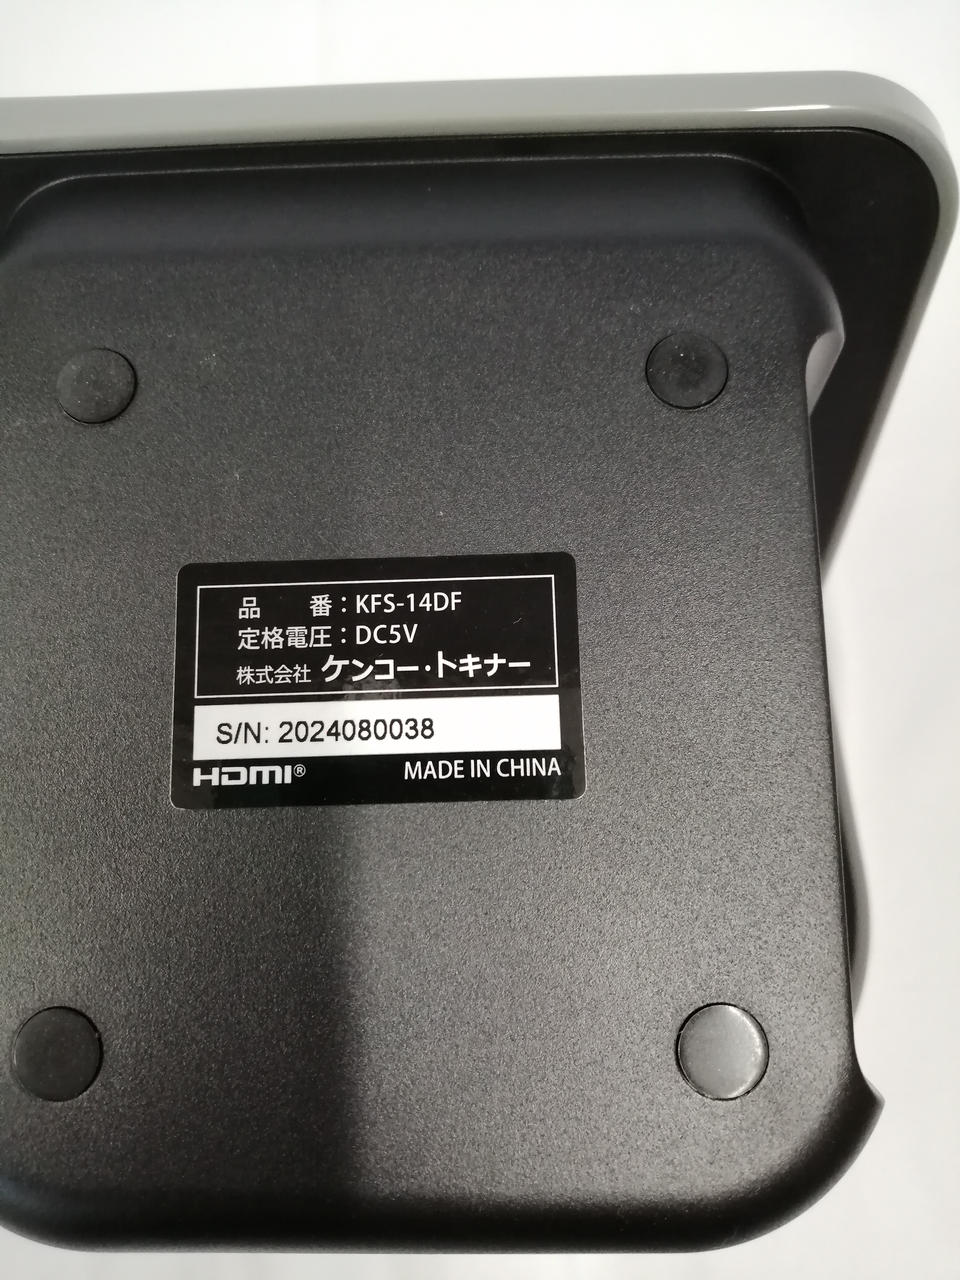 品　　番：KFS-14DF
定格電圧：DC5V
株式会社 ケンコー・トキナー
S/N: 2024080038
HDMI® MADE IN CHINA